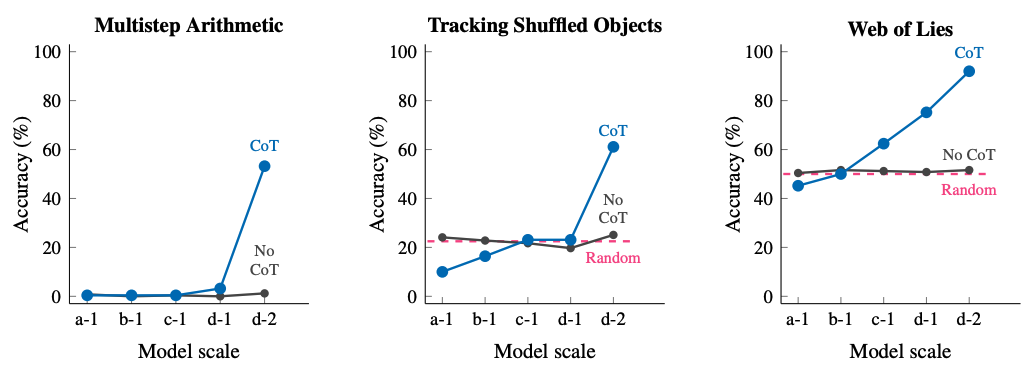 Multistep Arithmetic
100
80
60
40
20
0
Accuracy (%)
CoT
No
CoT
a-1 b-1 c-1 d-1 d-2
Model scale
Tracking Shuffled Objects
100
80
60
40
20
0
Accuracy (%)
CoT
No
CoT
Random
a-1 b-1 c-1 d-1 d-2
Model scale
Web of Lies
100
80
60
40
20
0
Accuracy (%)
CoT
No CoT
Random
a-1 b-1 c-1 d-1 d-2
Model scale